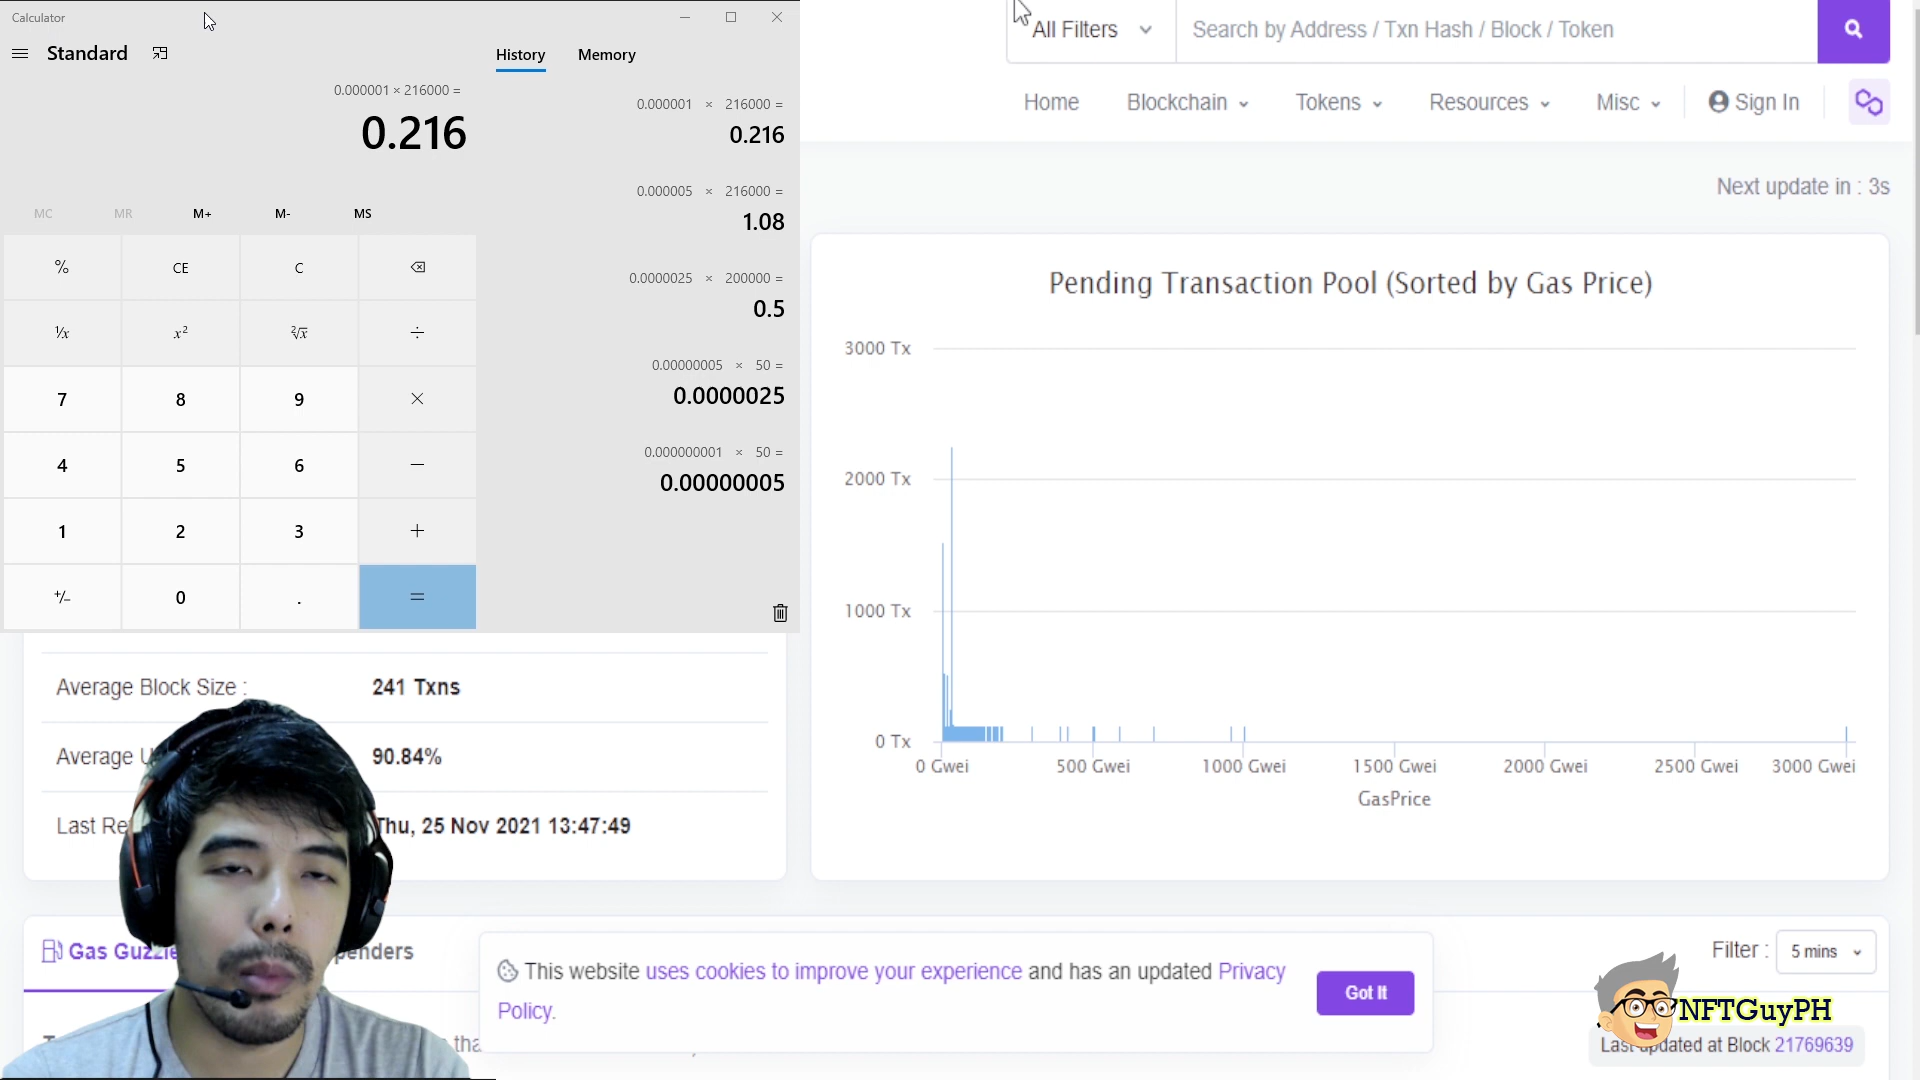 Calculator
Standard
History
Memory
0.000001 × 216000 =
0.216
MC
MR
M+
M-
MS
%
CE
C
¹/x
x²
²√x
÷
7
8
9
×
4
5
6
−
1
2
3
+
+/−
0
.
=
0.000001 × 216000 =
0.216
0.000005 × 216000 =
1.08
0.0000025 × 200000 =
0.5
0.00000005 × 50 =
0.0000025
0.000000001 × 50 =
0.00000005
All Filters
Search by Address / Txn Hash / Block / Token
Home
Blockchain
Tokens
Resources
Misc
Sign In
Next update in : 3s
Pending Transaction Pool (Sorted by Gas Price)
3000 Tx
2000 Tx
1000 Tx
0 Tx
0 Gwei
500 Gwei
1000 Gwei
1500 Gwei
2000 Gwei
2500 Gwei
3000 Gwei
GasPrice
Average Block Size :
241 Txns
Average
90.84%
Last
Thu, 25 Nov 2021 13:47:49
Gas
Filter :
5 mins
This website uses cookies to improve your experience and has an updated Privacy
Policy.
Got It
NFTGuyPH
Last updated at Block 21769639